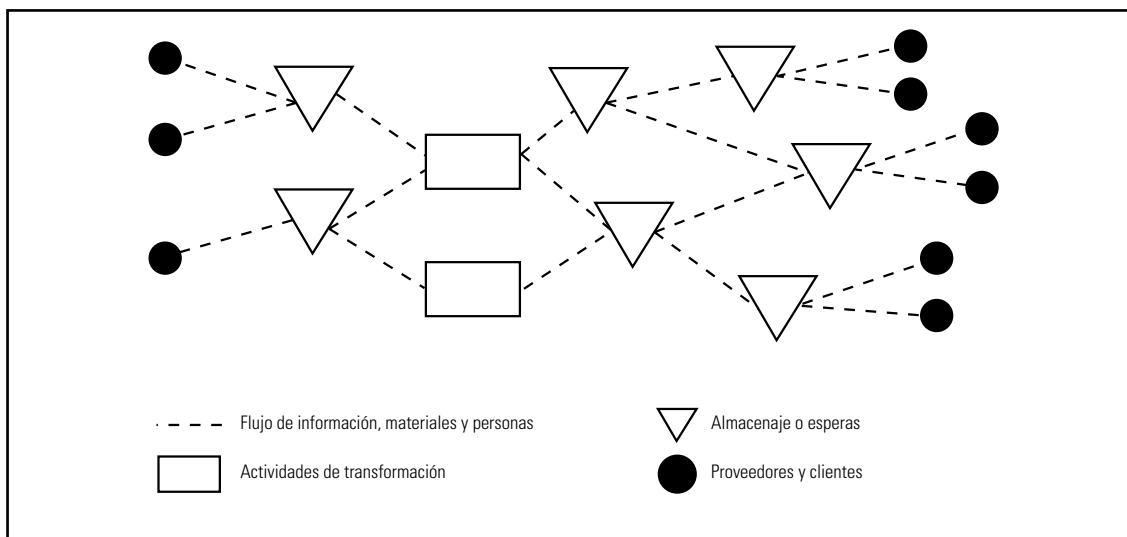 Flujo de información, materiales y personas
Almacenaje o esperas
Actividades de transformación
Proveedores y clientes